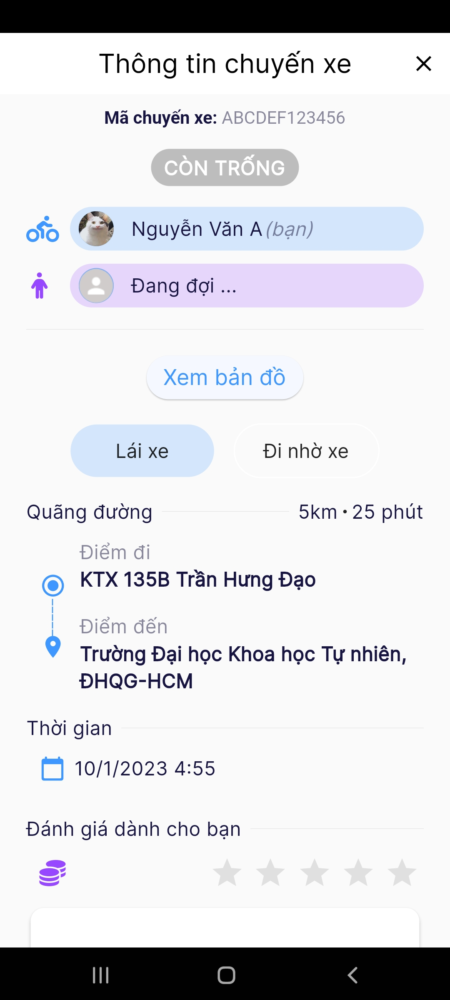 Thông tin chuyến xe
Mã chuyến xe: ABCDEF123456
CÒN TRỐNG
Nguyễn Văn A (bạn)
Đang đợi ...
Xem bản đồ
Lái xe
Đi nhờ xe
Quãng đường 5km • 25 phút
Điểm đi
KTX 135B Trần Hưng Đạo
Điểm đến
Trường Đại học Khoa học Tự nhiên,
ĐHQG-HCM
Thời gian
10/1/2023 4:55
Đánh giá dành cho bạn